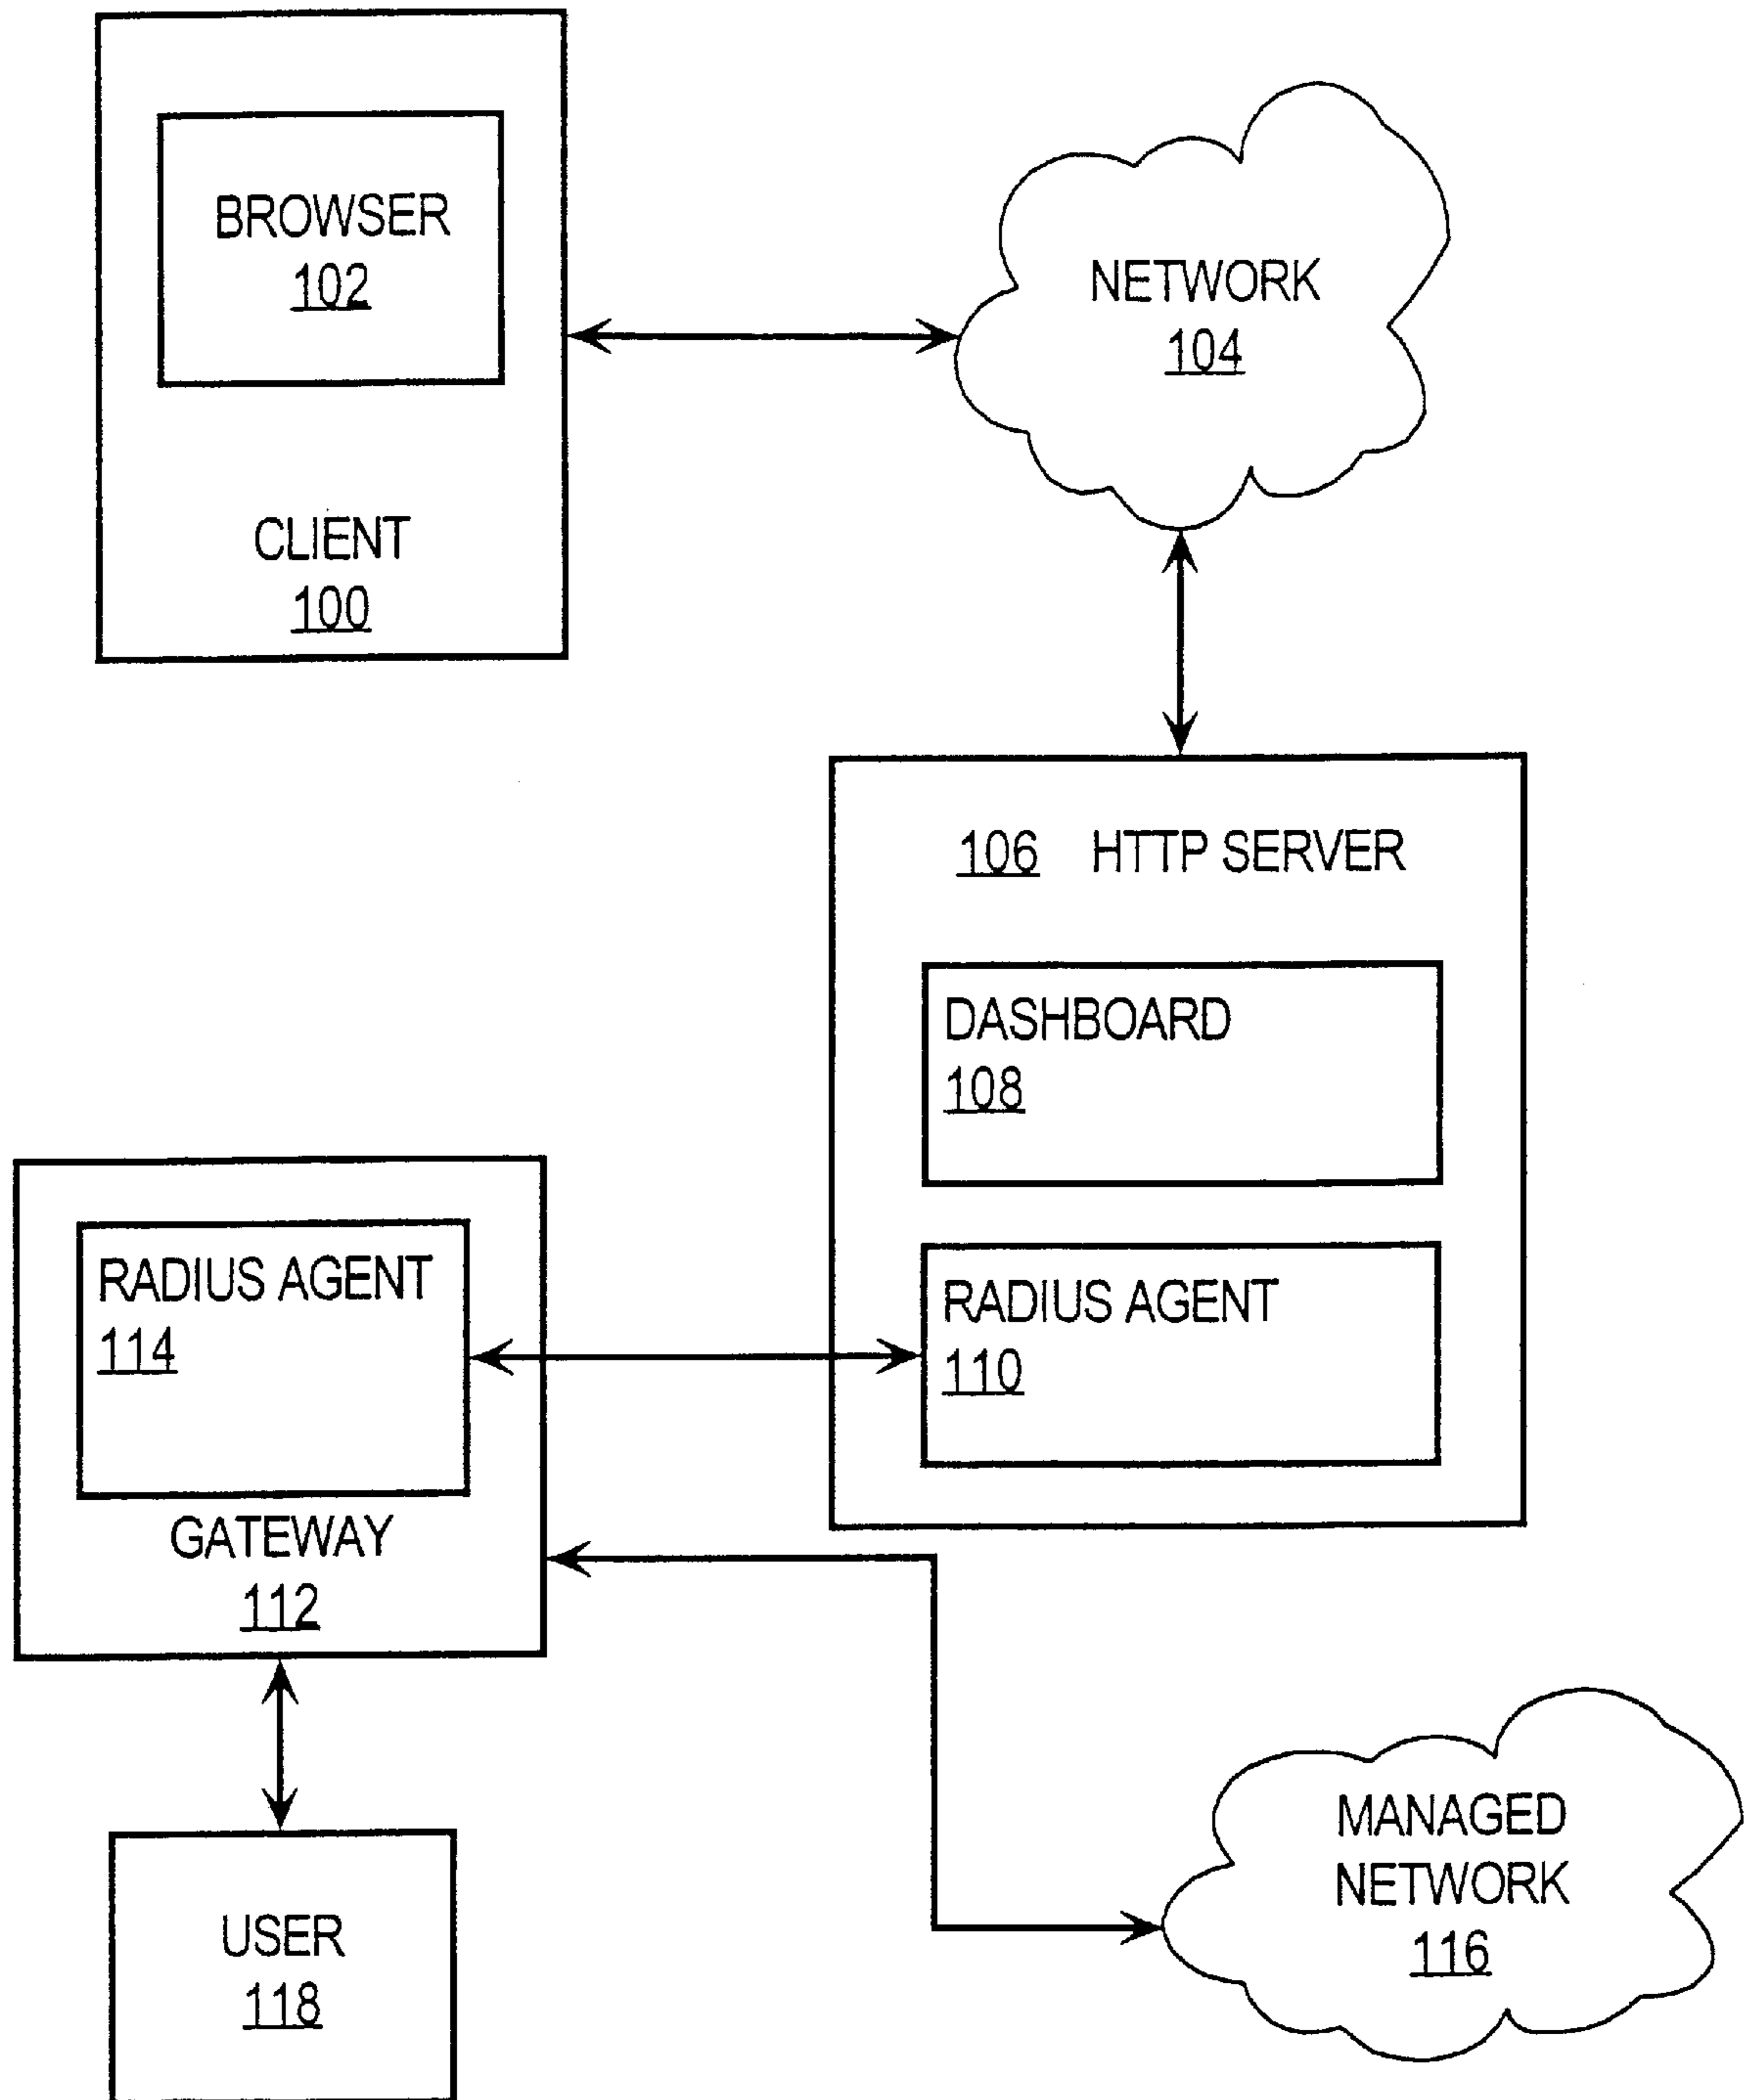 BROWSER
102
CLIENT
100
NETWORK
104
106 HTTP SERVER
DASHBOARD
108
RADIUS AGENT
110
RADIUS AGENT
114
GATEWAY
112
USER
118
MANAGED
NETWORK
116